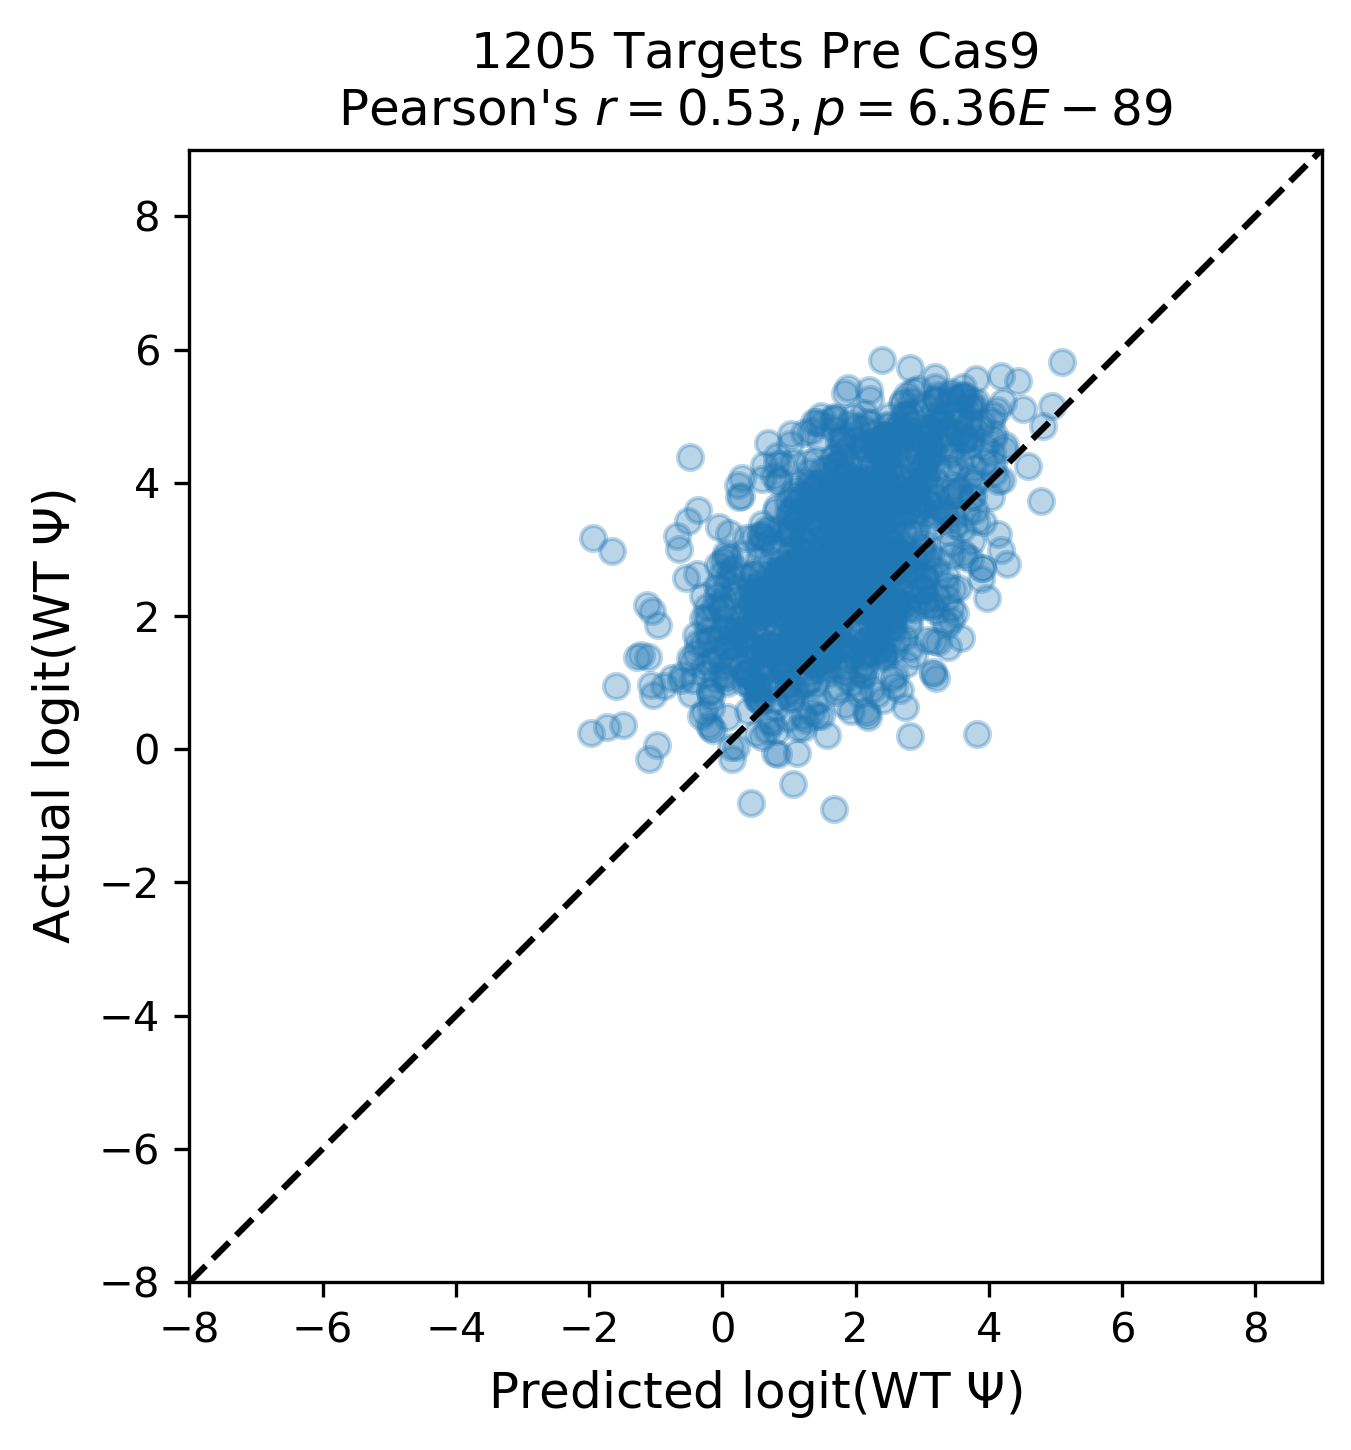 1205 Targets Pre Cas9
Pearson's r = 0.53, p = 6.36E − 89
8
6
4
2
0
−2
−4
−6
−8
Actual logit(WT Ψ)
−8 −6 −4 −2 0 2 4 6 8
Predicted logit(WT Ψ)